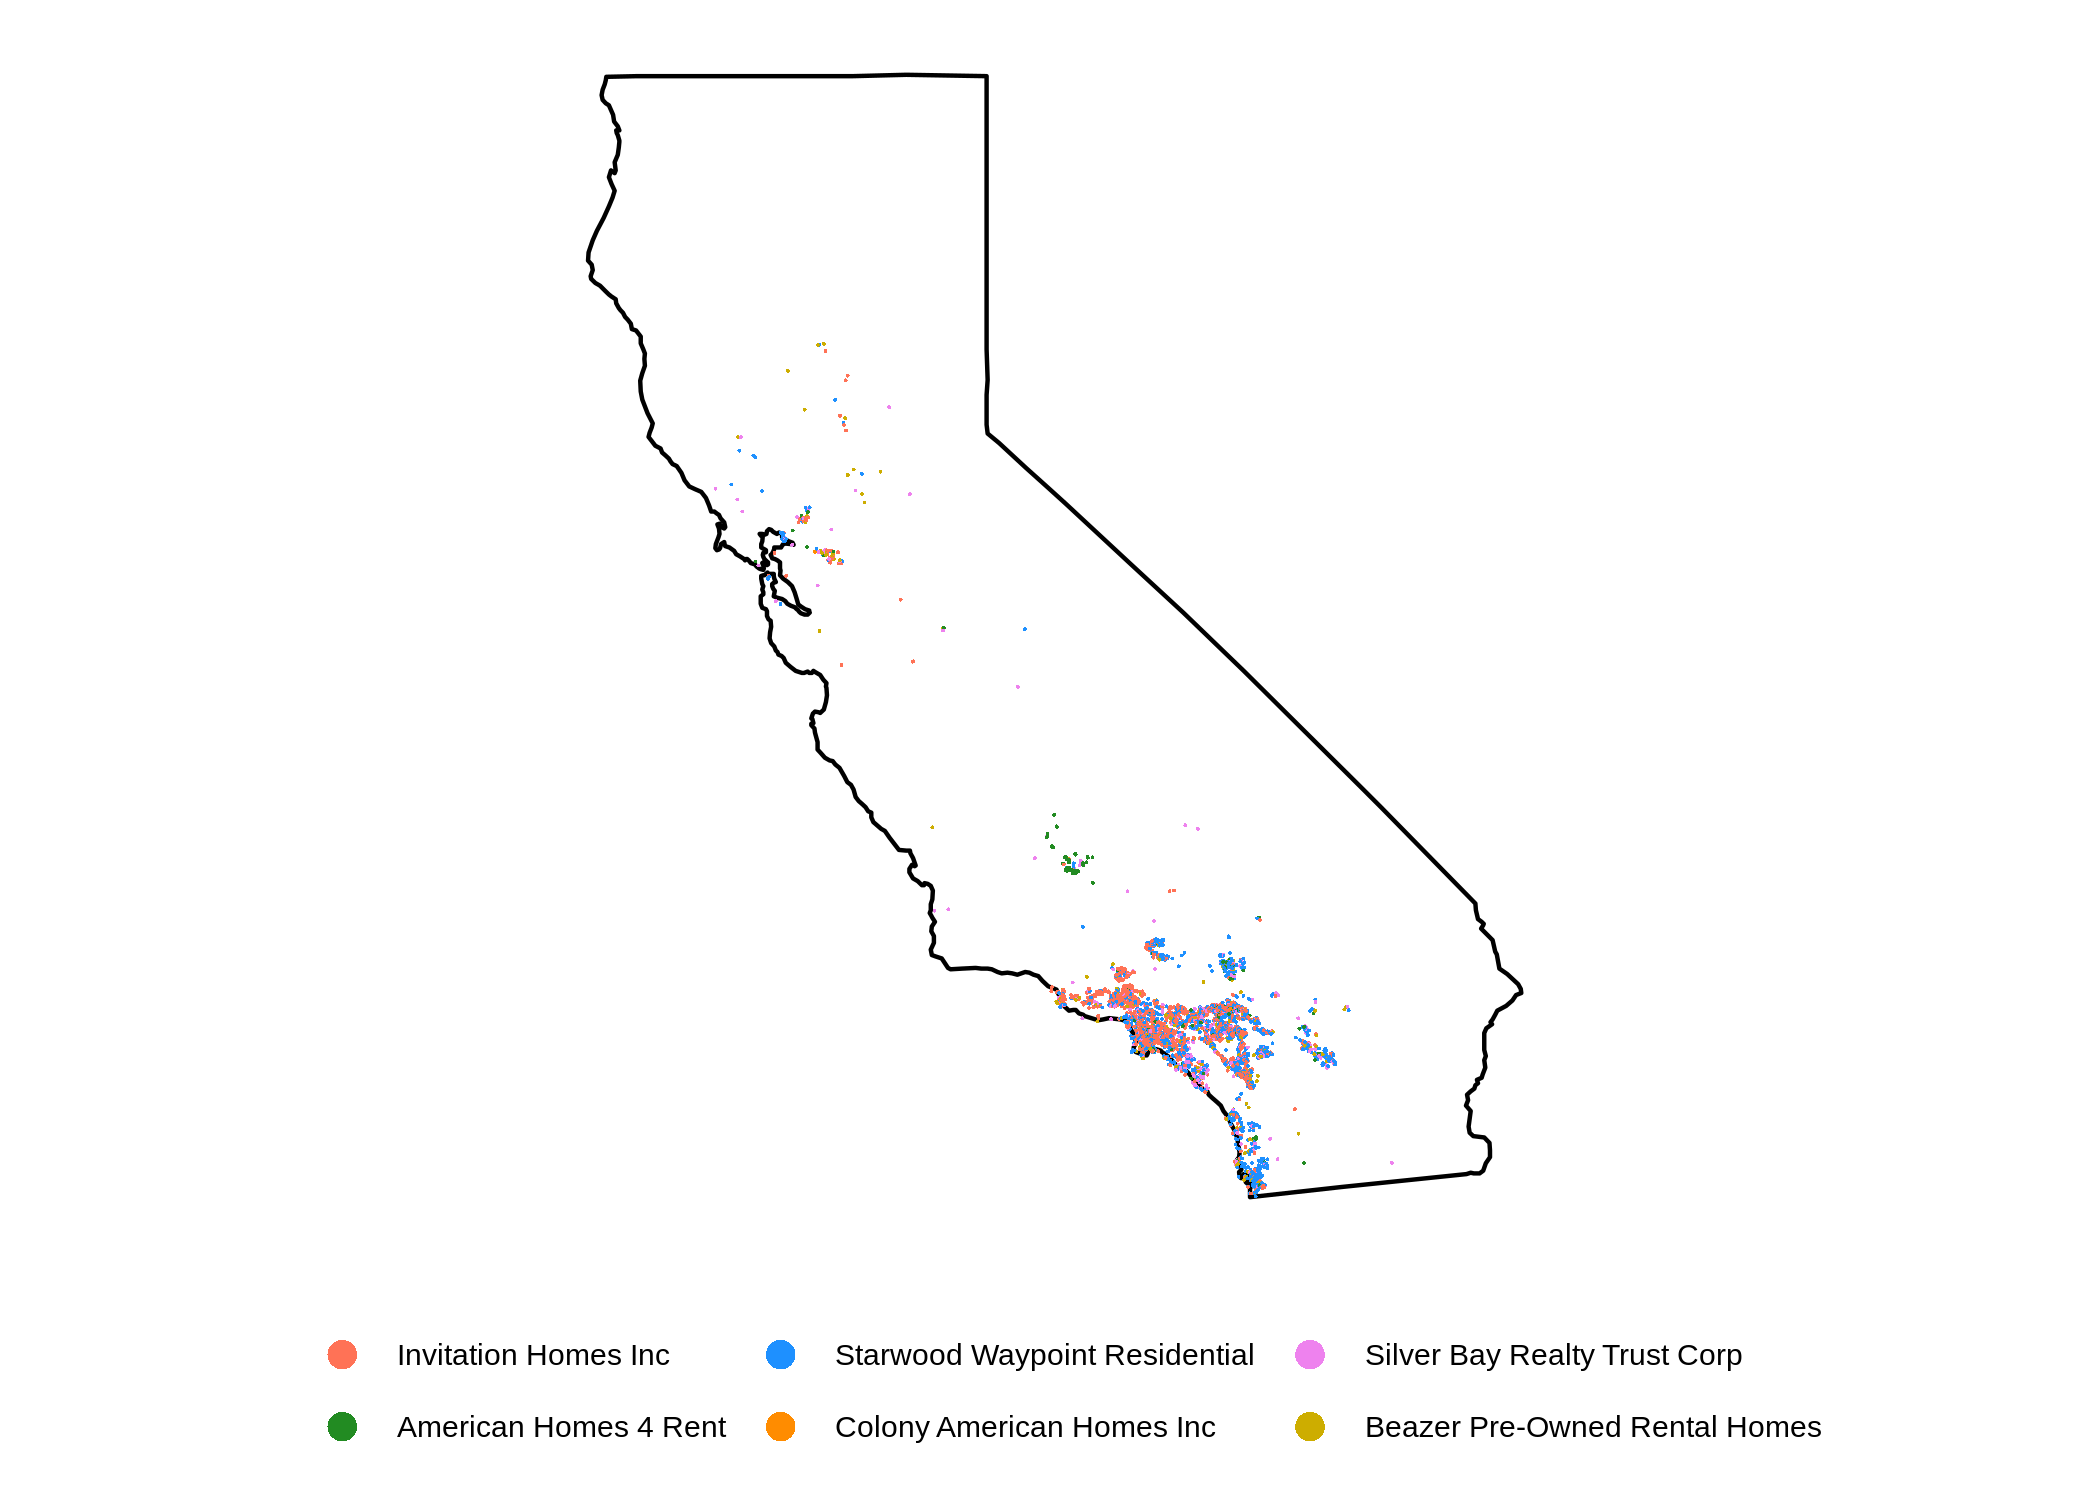 Invitation Homes Inc
Starwood Waypoint Residential
Silver Bay Realty Trust Corp
American Homes 4 Rent
Colony American Homes Inc
Beazer Pre-Owned Rental Homes